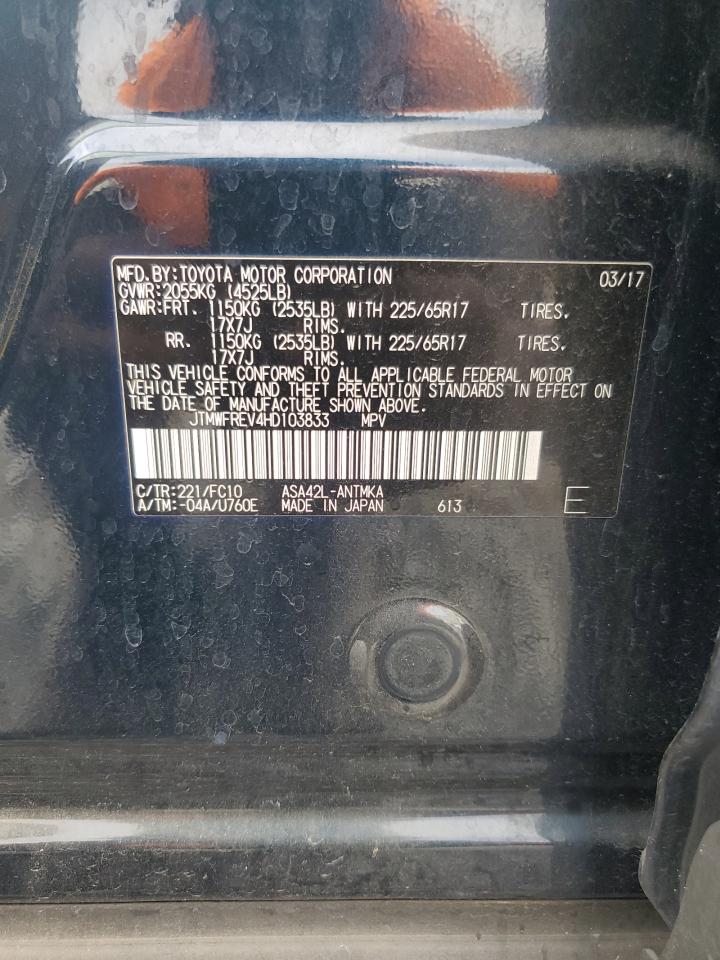 MFD.BY:TOYOTA MOTOR CORPORATION 03/17
GVWR:2055KG (4525LB)
GAWR:FRT. 1150KG (2535LB) WITH 225/65R17 TIRES.
17X7J RIMS.
RR. 1150KG (2535LB) WITH 225/65R17 TIRES.
17X7J RIMS.
THIS VEHICLE CONFORMS TO ALL APPLICABLE FEDERAL MOTOR
VEHICLE SAFETY AND THEFT PREVENTION STANDARDS IN EFFECT ON
THE DATE OF MANUFACTURE SHOWN ABOVE.
JTMWFREV4HD103833 MPV
C/TR:221/FC10 ASA42L-ANTMKA
A/TM:-04A/U760E MADE IN JAPAN 613 E